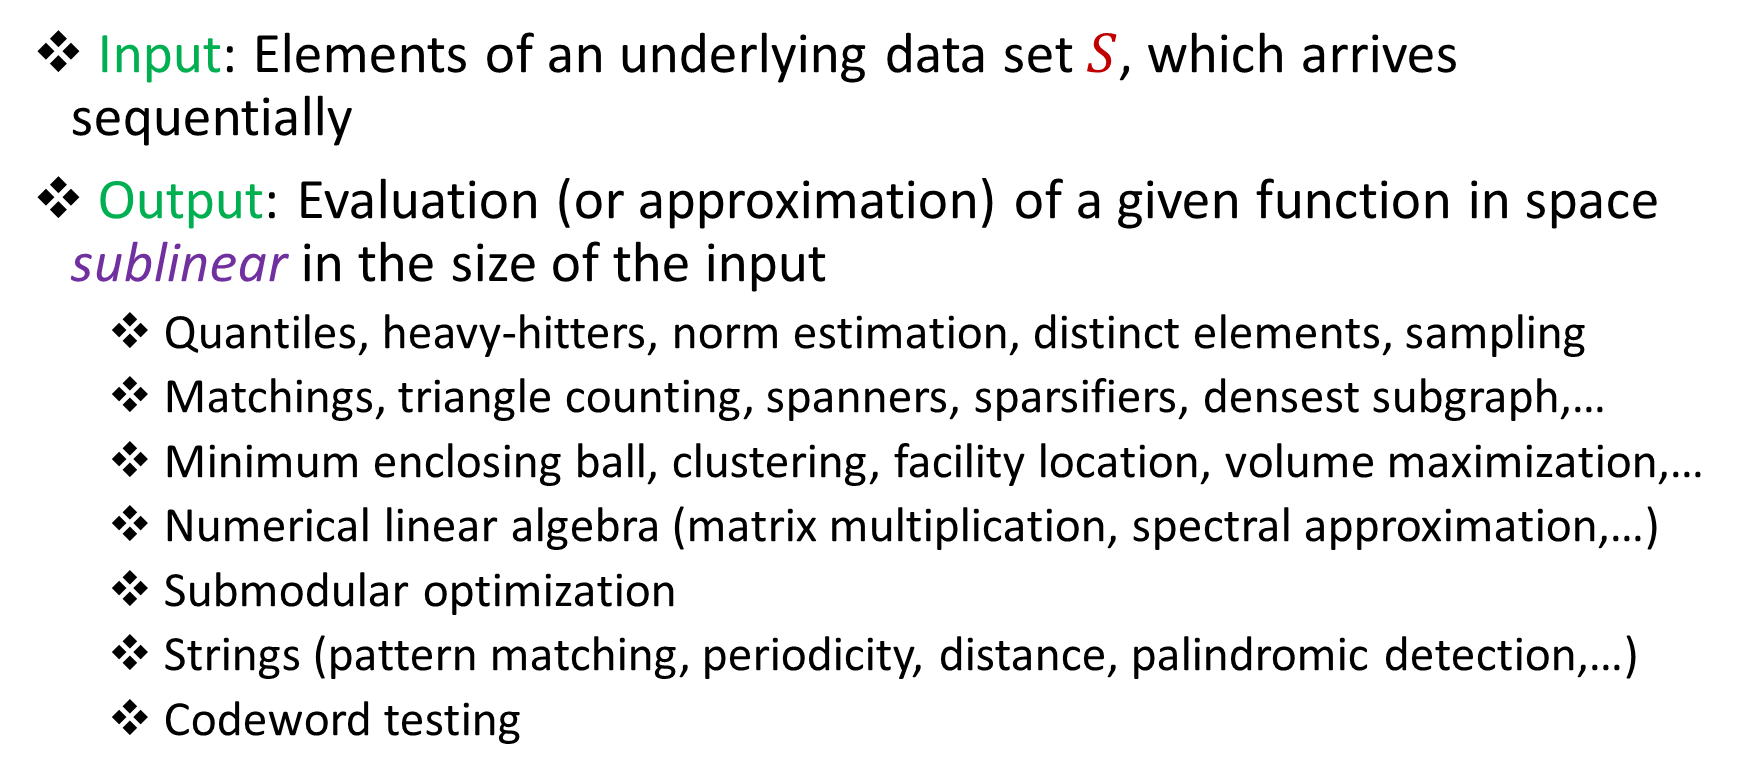 ❖ Input: Elements of an underlying data set S, which arrives
sequentially
❖ Output: Evaluation (or approximation) of a given function in space
sublinear in the size of the input
❖ Quantiles, heavy-hitters, norm estimation, distinct elements, sampling
❖ Matchings, triangle counting, spanners, sparsifiers, densest subgraph,…
❖ Minimum enclosing ball, clustering, facility location, volume maximization,…
❖ Numerical linear algebra (matrix multiplication, spectral approximation,…)
❖ Submodular optimization
❖ Strings (pattern matching, periodicity, distance, palindromic detection,…)
❖ Codeword testing